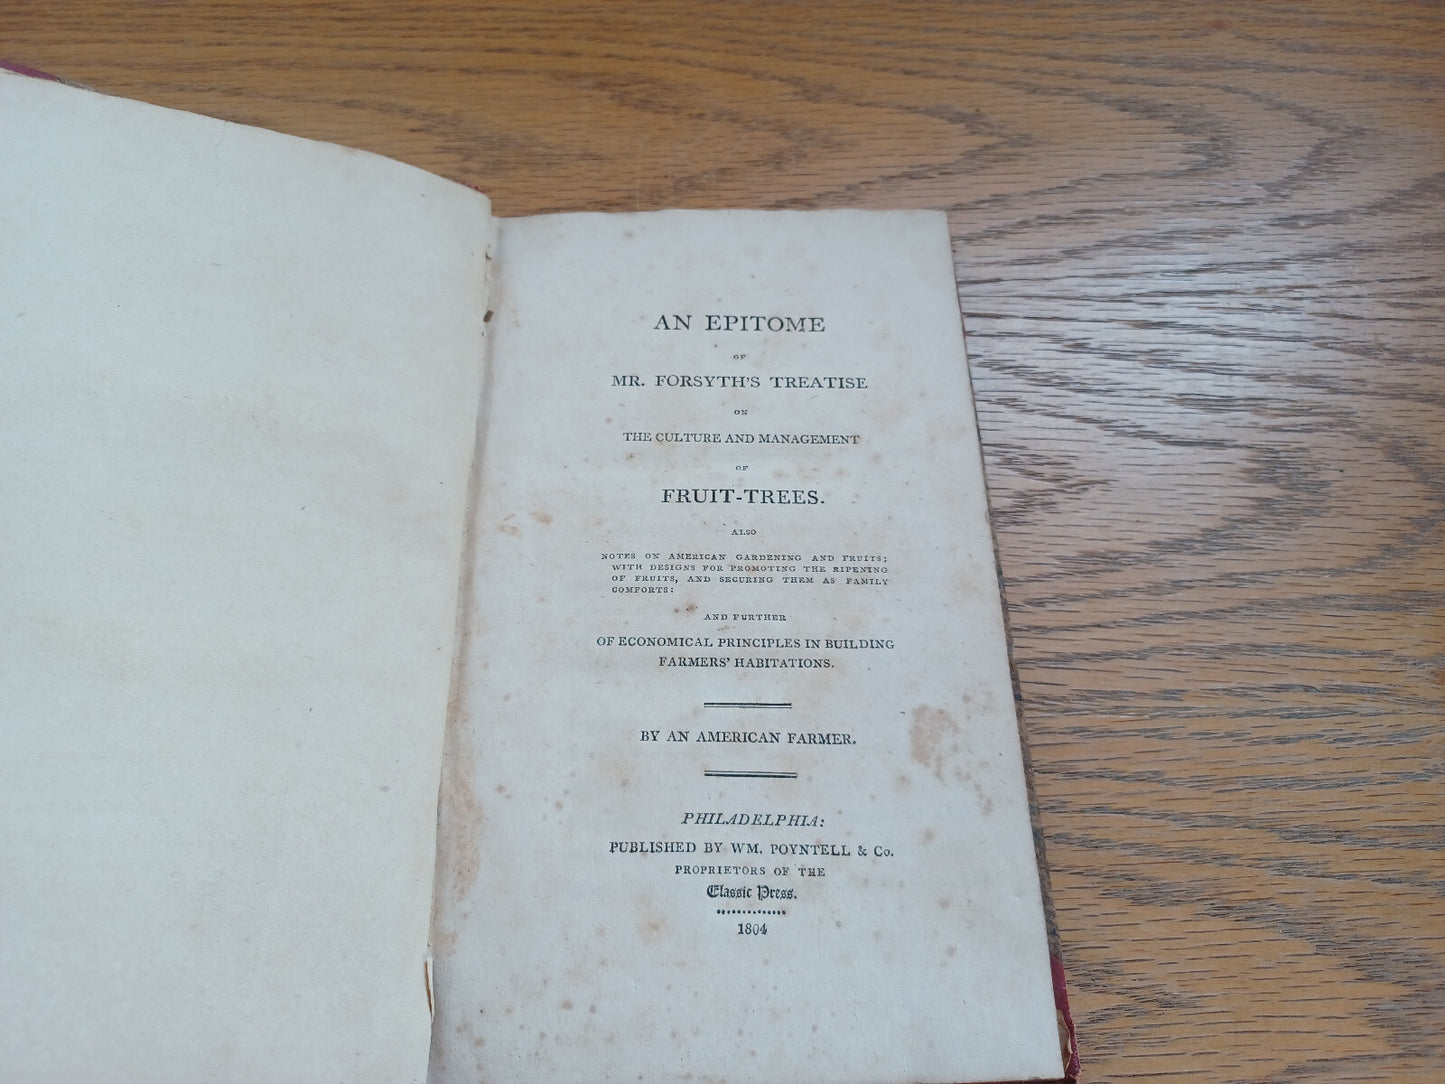 AN EPITOME
OF
MR. FORSYTH'S TREATISE
ON
THE CULTURE AND MANAGEMENT
OF
FRUIT-TREES.
ALSO
NOTES ON AMERICAN GARDENING AND FRUITS;
WITH DESIGNS FOR PROMOTING THE RIPENING
OF FRUITS, AND SECURING THEM AS FAMILY
COMFORTS:
AND FURTHER
OF ECONOMICAL PRINCIPLES IN BUILDING
FARMERS' HABITATIONS.
BY AN AMERICAN FARMER.
PHILADELPHIA:
PUBLISHED BY WM. POYNTELL & Co.
PROPRIETORS OF THE
Classic Press.
1804